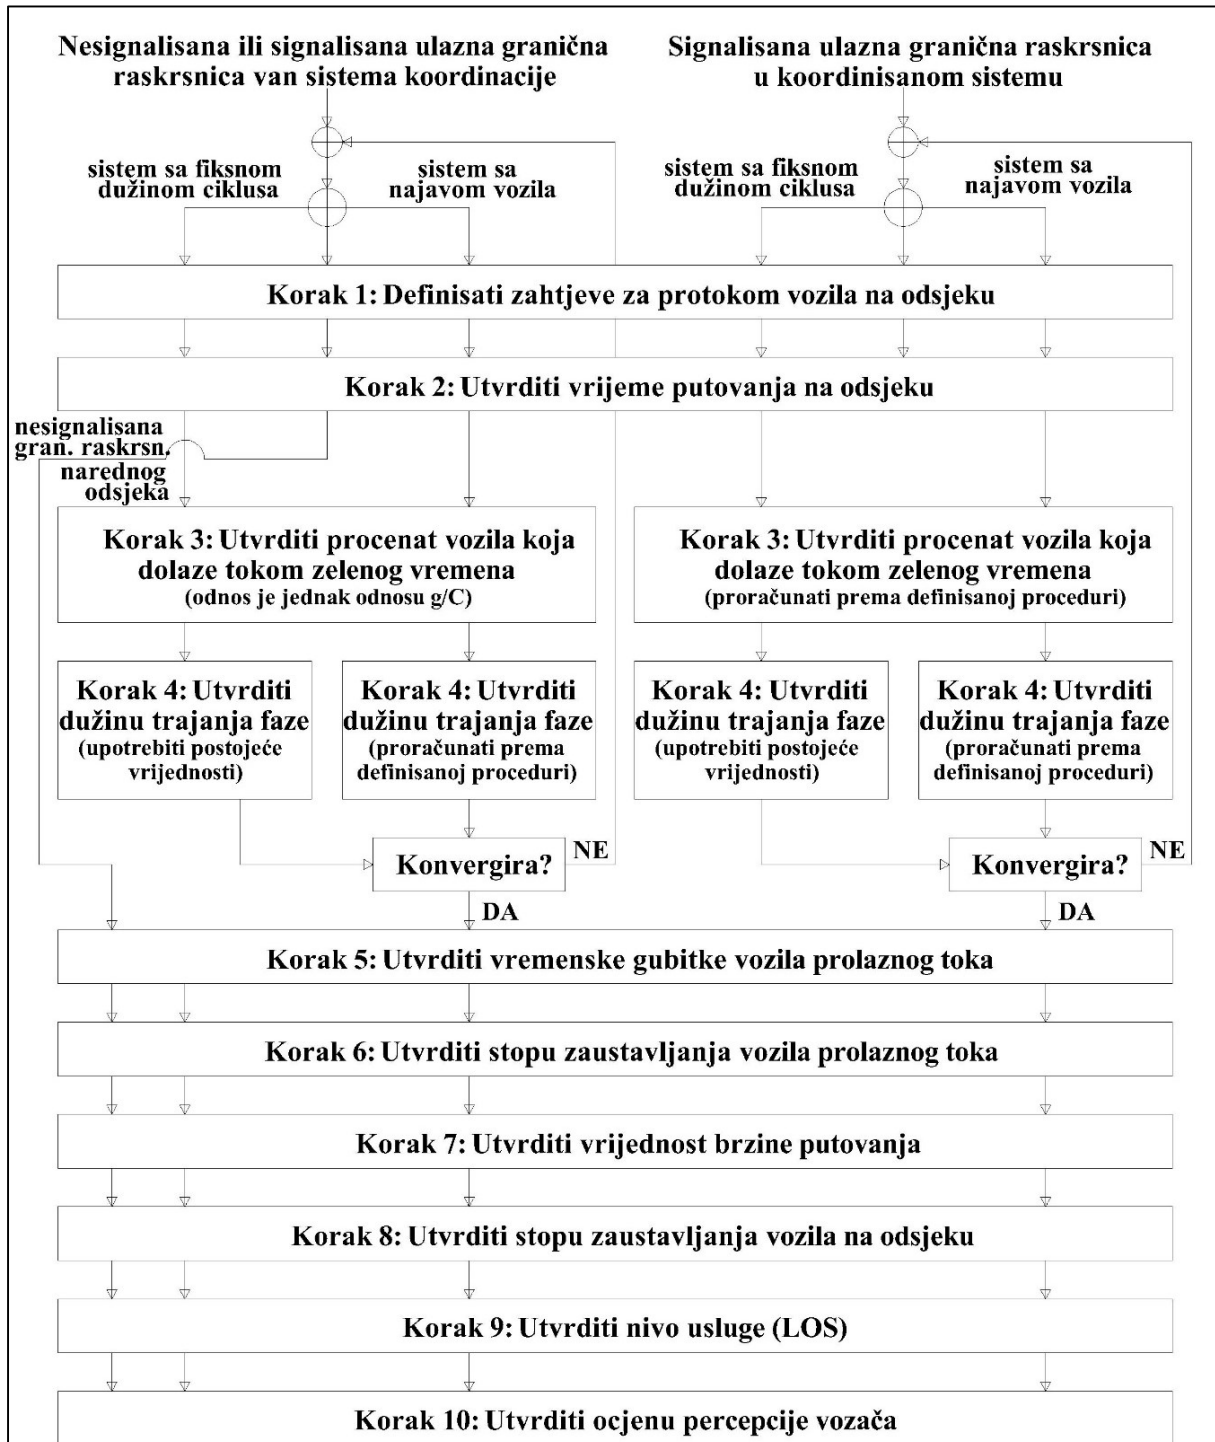 Nesignalisana ili signalisana ulazna granična
raskrsnica van sistema koordinacije
Signalisana ulazna granična raskrsnica
u koordinisanom sistemu
sistem sa fiksnom
dužinom ciklusa
sistem sa
najavom vozila
sistem sa fiksnom
dužinom ciklusa
sistem sa
najavom vozila
Korak 1: Definisati zahtjeve za protokom vozila na odsjeku
Korak 2: Utvrditi vrijeme putovanja na odsjeku
nesignalisana
gran. raskrsn.
narednog
odsjeka
Korak 3: Utvrditi procenat vozila koja
dolaze tokom zelenog vremena
(odnos je jednak odnosu g/C)
Korak 3: Utvrditi procenat vozila koja
dolaze tokom zelenog vremena
(proračunati prema definisanoj proceduri)
Korak 4: Utvrditi
dužinu trajanja faze
(upotrebiti postojeće
vrijednosti)
Korak 4: Utvrditi
dužinu trajanja faze
(proračunati prema
definisanoj proceduri)
Korak 4: Utvrditi
dužinu trajanja faze
(upotrebiti postojeće
vrijednosti)
Korak 4: Utvrditi
dužinu trajanja faze
(proračunati prema
definisanoj proceduri)
Konvergira?
NE
Konvergira?
NE
DA
DA
Korak 5: Utvrditi vremenske gubitke vozila prolaznog toka
Korak 6: Utvrditi stopu zaustavljanja vozila prolaznog toka
Korak 7: Utvrditi vrijednost brzine putovanja
Korak 8: Utvrditi stopu zaustavljanja vozila na odsjeku
Korak 9: Utvrditi nivo usluge (LOS)
Korak 10: Utvrditi ocjenu percepcije vozača